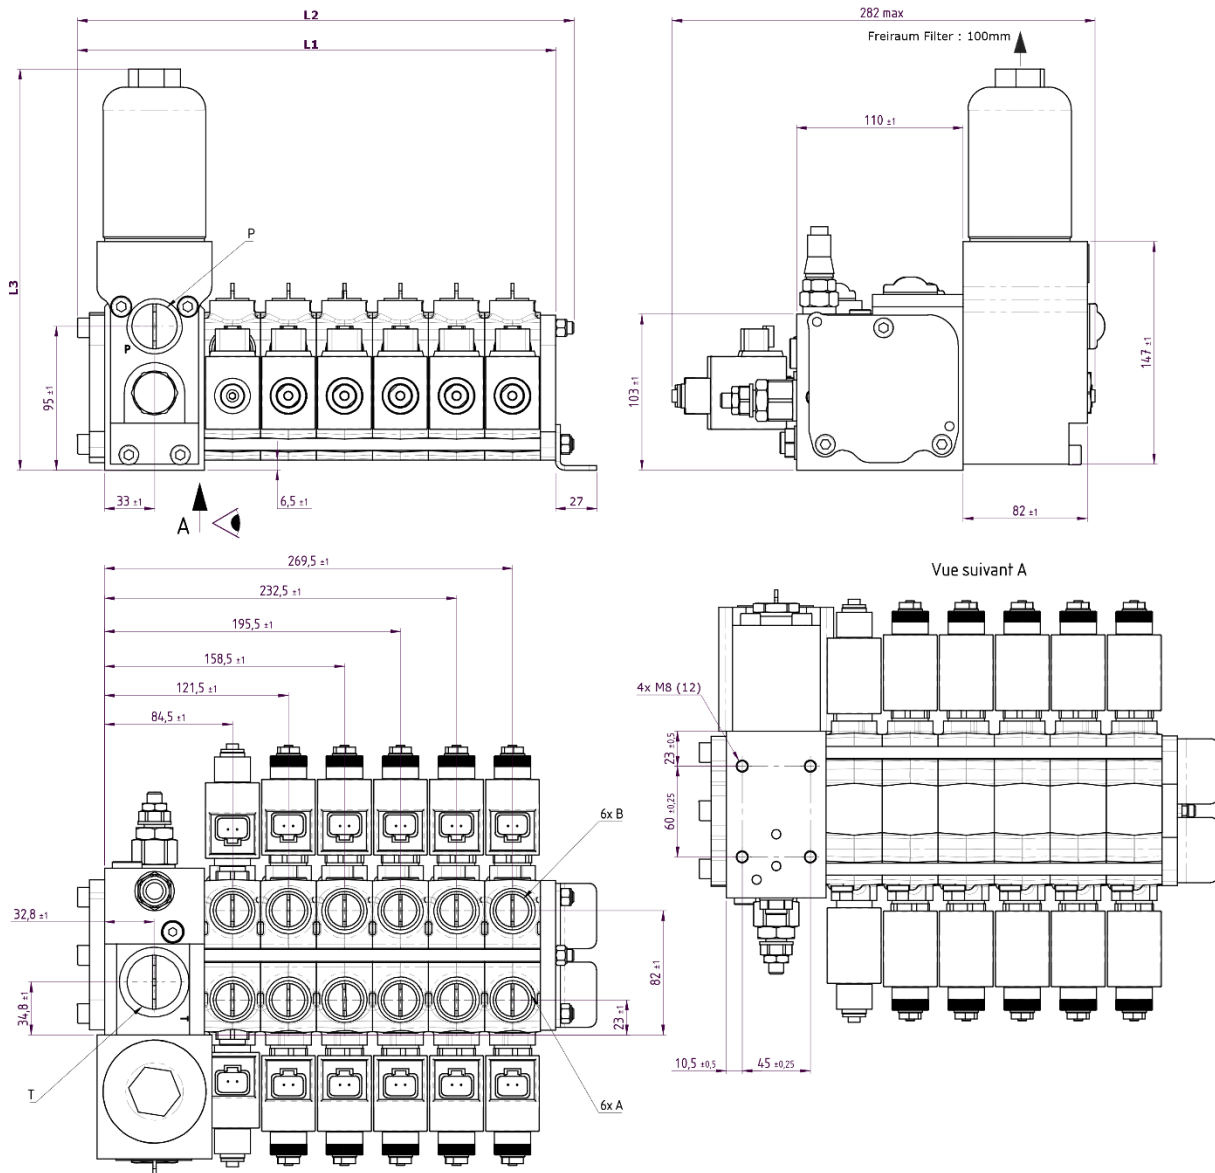 L2
L1
282 max
Freiraum Filter : 100mm
110 ±1
P
L3
P
95 ±1
103 ±1
147 ±1
33 ±1
6,5 ±1
27
82 ±1
A
269,5 ±1
Vue suivant A
232,5 ±1
195,5 ±1
158,5 ±1
121,5 ±1
84,5 ±1
4x M8 (12)
23 ±0,5
60 ±0,25
6x B
32,8 ±1
34,8 ±1
82 ±1
23 ±1
T
10,5 ±0,5
45 ±0,25
T
6x A